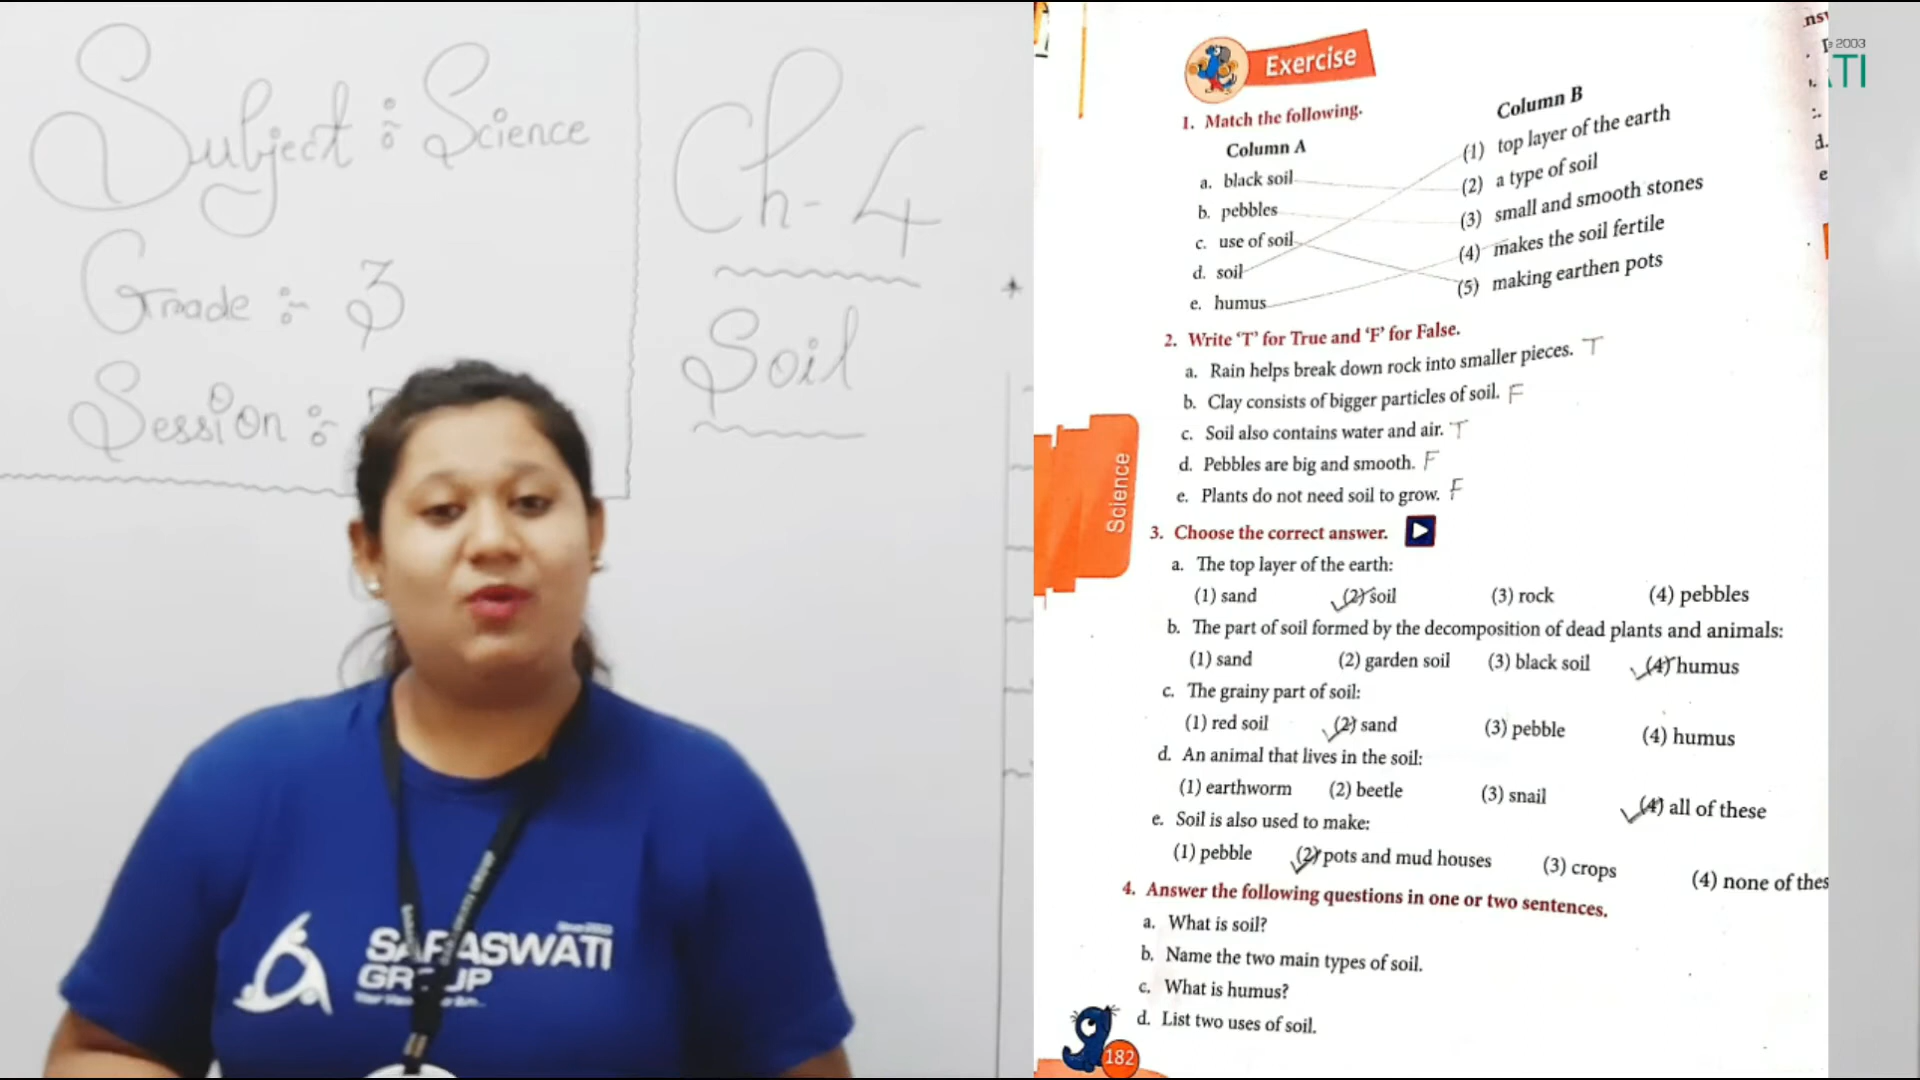 Subject :- Science
Grade :- 3
Session :-
Ch- 4
Soil
SARASWATI
GROUP
Since 2003
TI
Exercise
1. Match the following.
Column A
Column B
a. black soil
(1) top layer of the earth
b. pebbles
(2) a type of soil
c. use of soil
(3) small and smooth stones
d. soil
(4) makes the soil fertile
e. humus
(5) making earthen pots
2. Write ‘T’ for True and ‘F’ for False.
a. Rain helps break down rock into smaller pieces. T
b. Clay consists of bigger particles of soil. F
c. Soil also contains water and air. T
d. Pebbles are big and smooth. F
e. Plants do not need soil to grow. F
3. Choose the correct answer.
a. The top layer of the earth:
(1) sand (2) soil (3) rock (4) pebbles
b. The part of soil formed by the decomposition of dead plants and animals:
(1) sand (2) garden soil (3) black soil (4) humus
c. The grainy part of soil:
(1) red soil (2) sand (3) pebble (4) humus
d. An animal that lives in the soil:
(1) earthworm (2) beetle (3) snail (4) all of these
e. Soil is also used to make:
(1) pebble (2) pots and mud houses (3) crops (4) none of thes
4. Answer the following questions in one or two sentences.
a. What is soil?
b. Name the two main types of soil.
c. What is humus?
d. List two uses of soil.
Science
182
2003